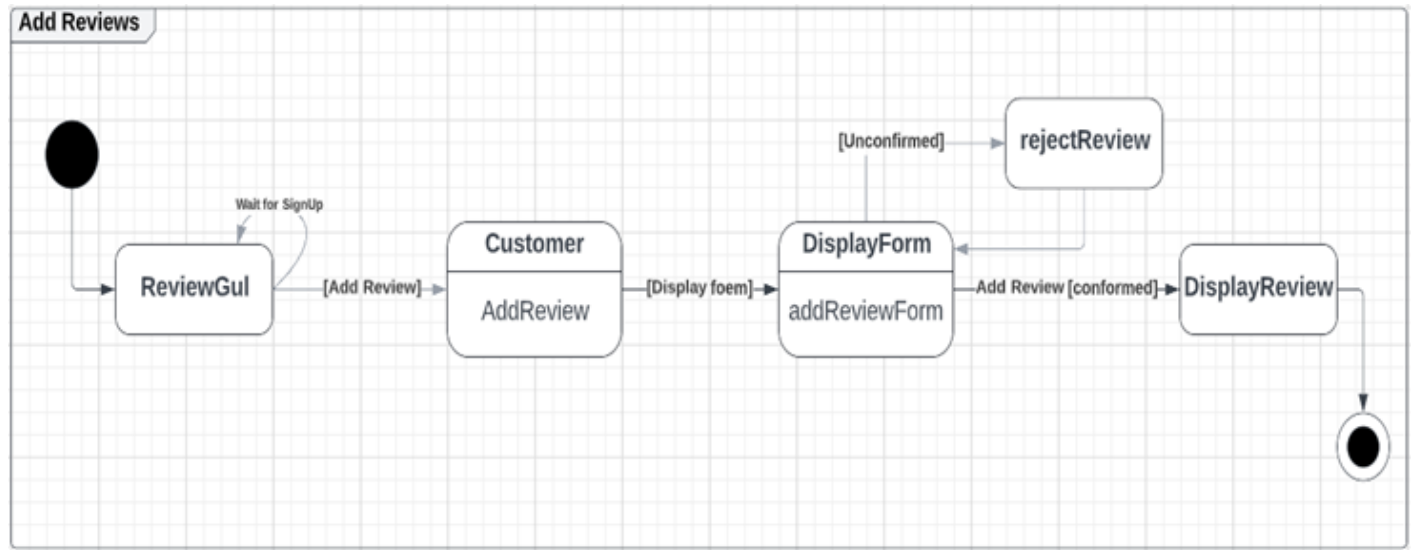 Add Reviews
[Unconfirmed]
rejectReview
Wait for SignUp
Customer
DisplayForm
ReviewGul
[Add Review]
AddReview
[Display foem]
addReviewForm
Add Review [conformed]
DisplayReview